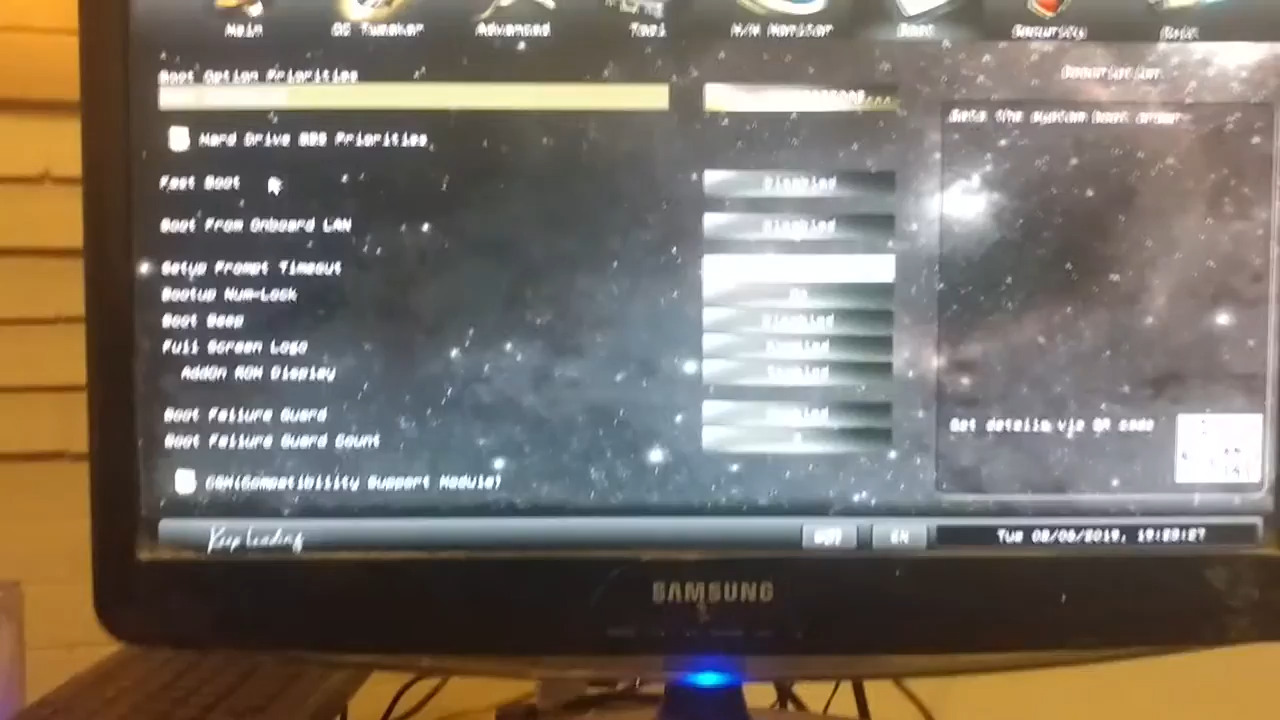 Main OC Tweaker Advanced Tool H/W Monitor Boot Security Exit
Boot Option Priorities
Description
Sets the system boot order
Hard Drive BBS Priorities
Fast Boot Disabled
Boot From Onboard LAN Disabled
Setup Prompt Timeout
Bootup Num-Lock On
Boot Beep Disabled
Full Screen Logo Enabled
AddOn ROM Display Enabled
Boot Failure Guard Enabled
Get details via QR code
Boot Failure Guard Count
CSM(Compatibility Support Module)
Keep Leading
EN
SAMSUNG